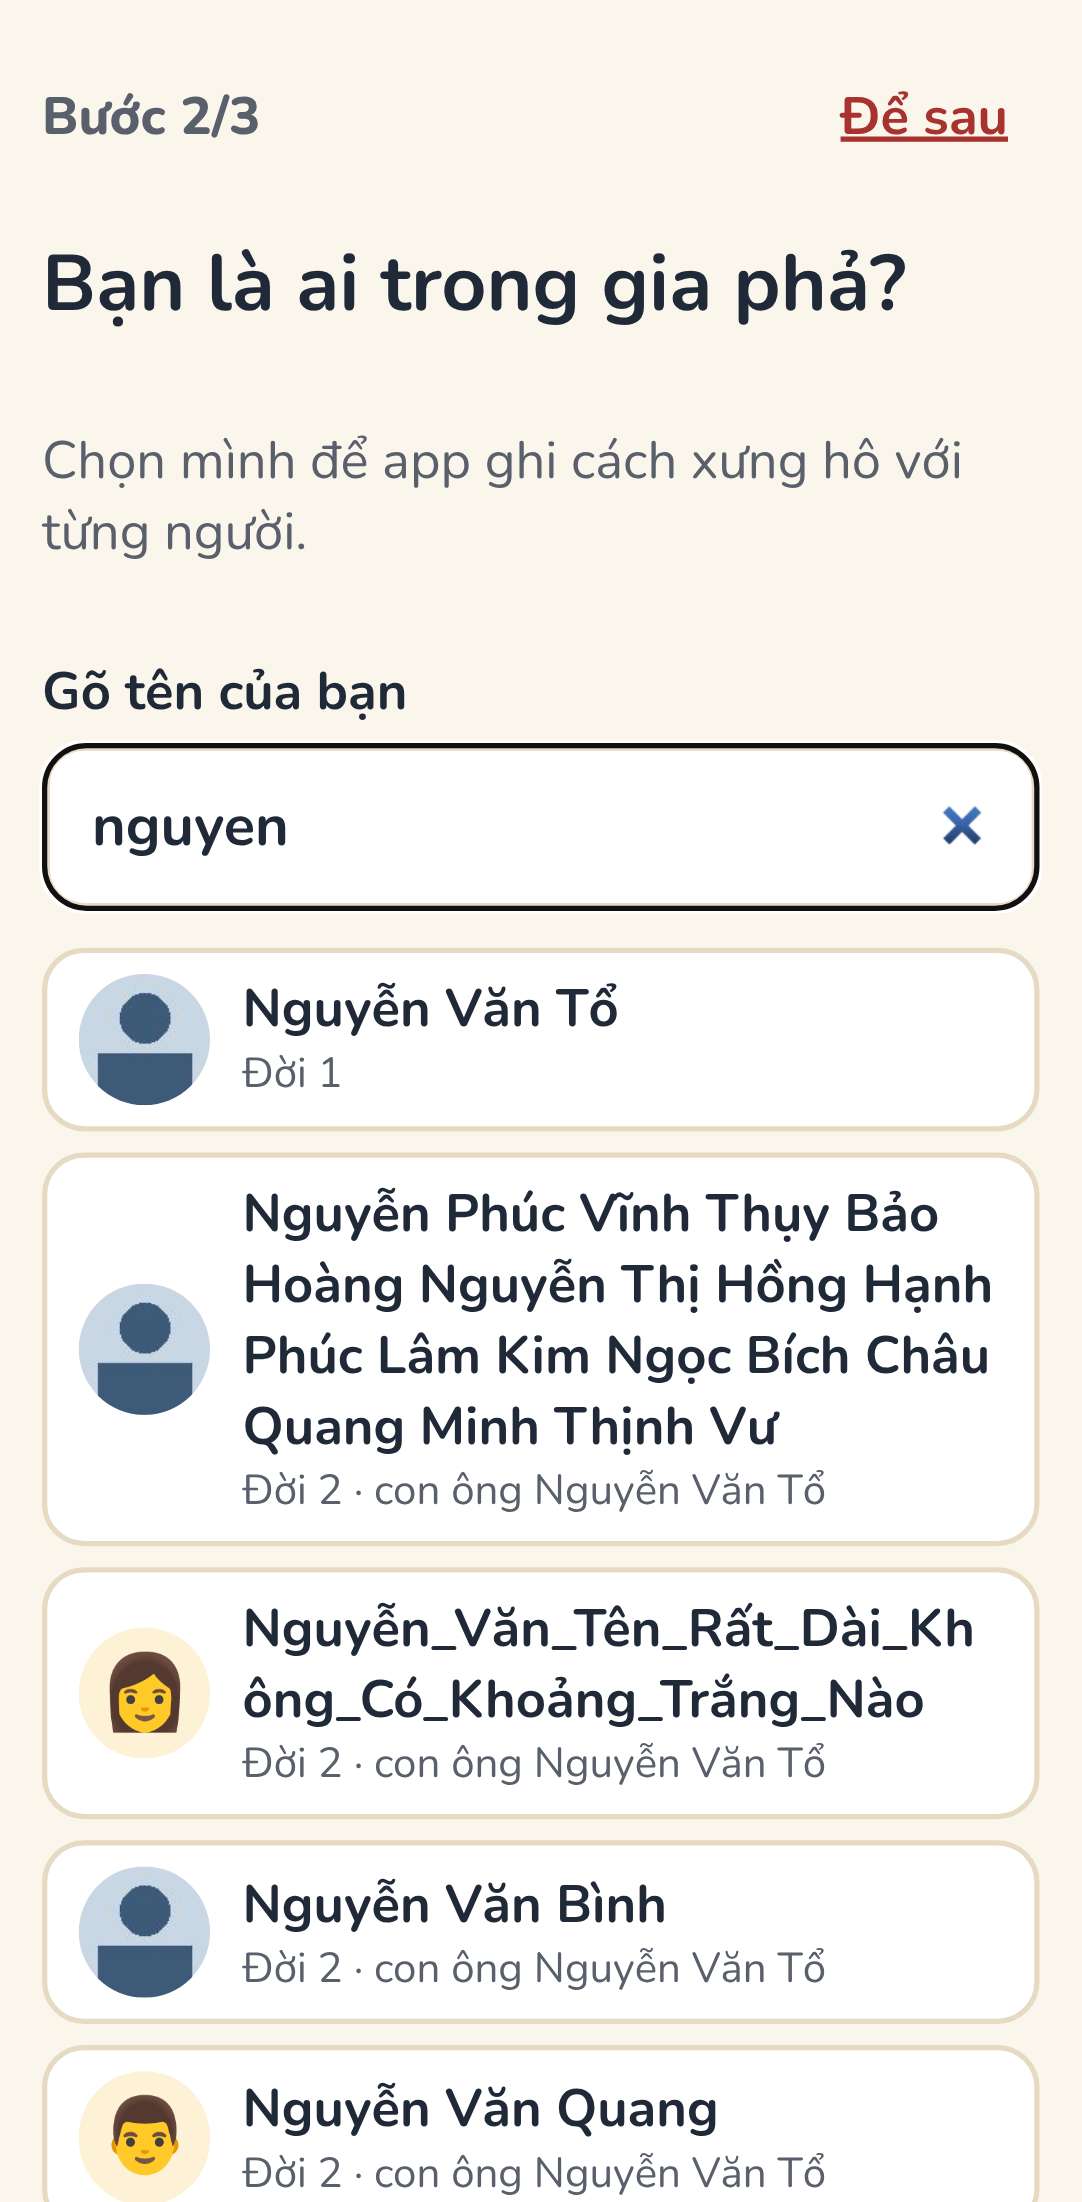 Bước 2/3
Để sau
Bạn là ai trong gia phả?
Chọn mình để app ghi cách xưng hô với
từng người.
Gõ tên của bạn
nguyen
Nguyễn Văn Tổ
Đời 1
Nguyễn Phúc Vĩnh Thụy Bảo
Hoàng Nguyễn Thị Hồng Hạnh
Phúc Lâm Kim Ngọc Bích Châu
Quang Minh Thịnh Vư
Đời 2 · con ông Nguyễn Văn Tổ
Nguyễn_Văn_Tên_Rất_Dài_Kh
ông_Có_Khoảng_Trắng_Nào
Đời 2 · con ông Nguyễn Văn Tổ
Nguyễn Văn Bình
Đời 2 · con ông Nguyễn Văn Tổ
Nguyễn Văn Quang
Đời 2 · con ông Nguyễn Văn Tổ